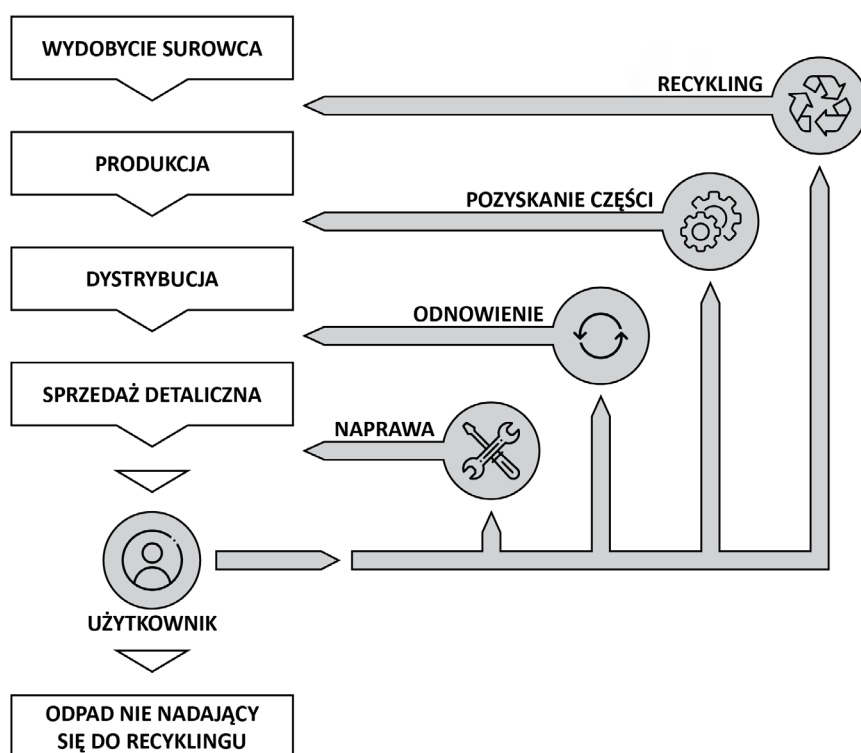 WYDOBYCIE SUROWCA
RECYKLING
PRODUKCJA
POZYSKANIE CZĘŚCI
DYSTRYBUCJA
ODNOWIENIE
SPRZEDAŻ DETALICZNA
NAPRAWA
UŻYTKOWNIK
ODPAD NIE NADAJĄCY
SIĘ DO RECYKLINGU